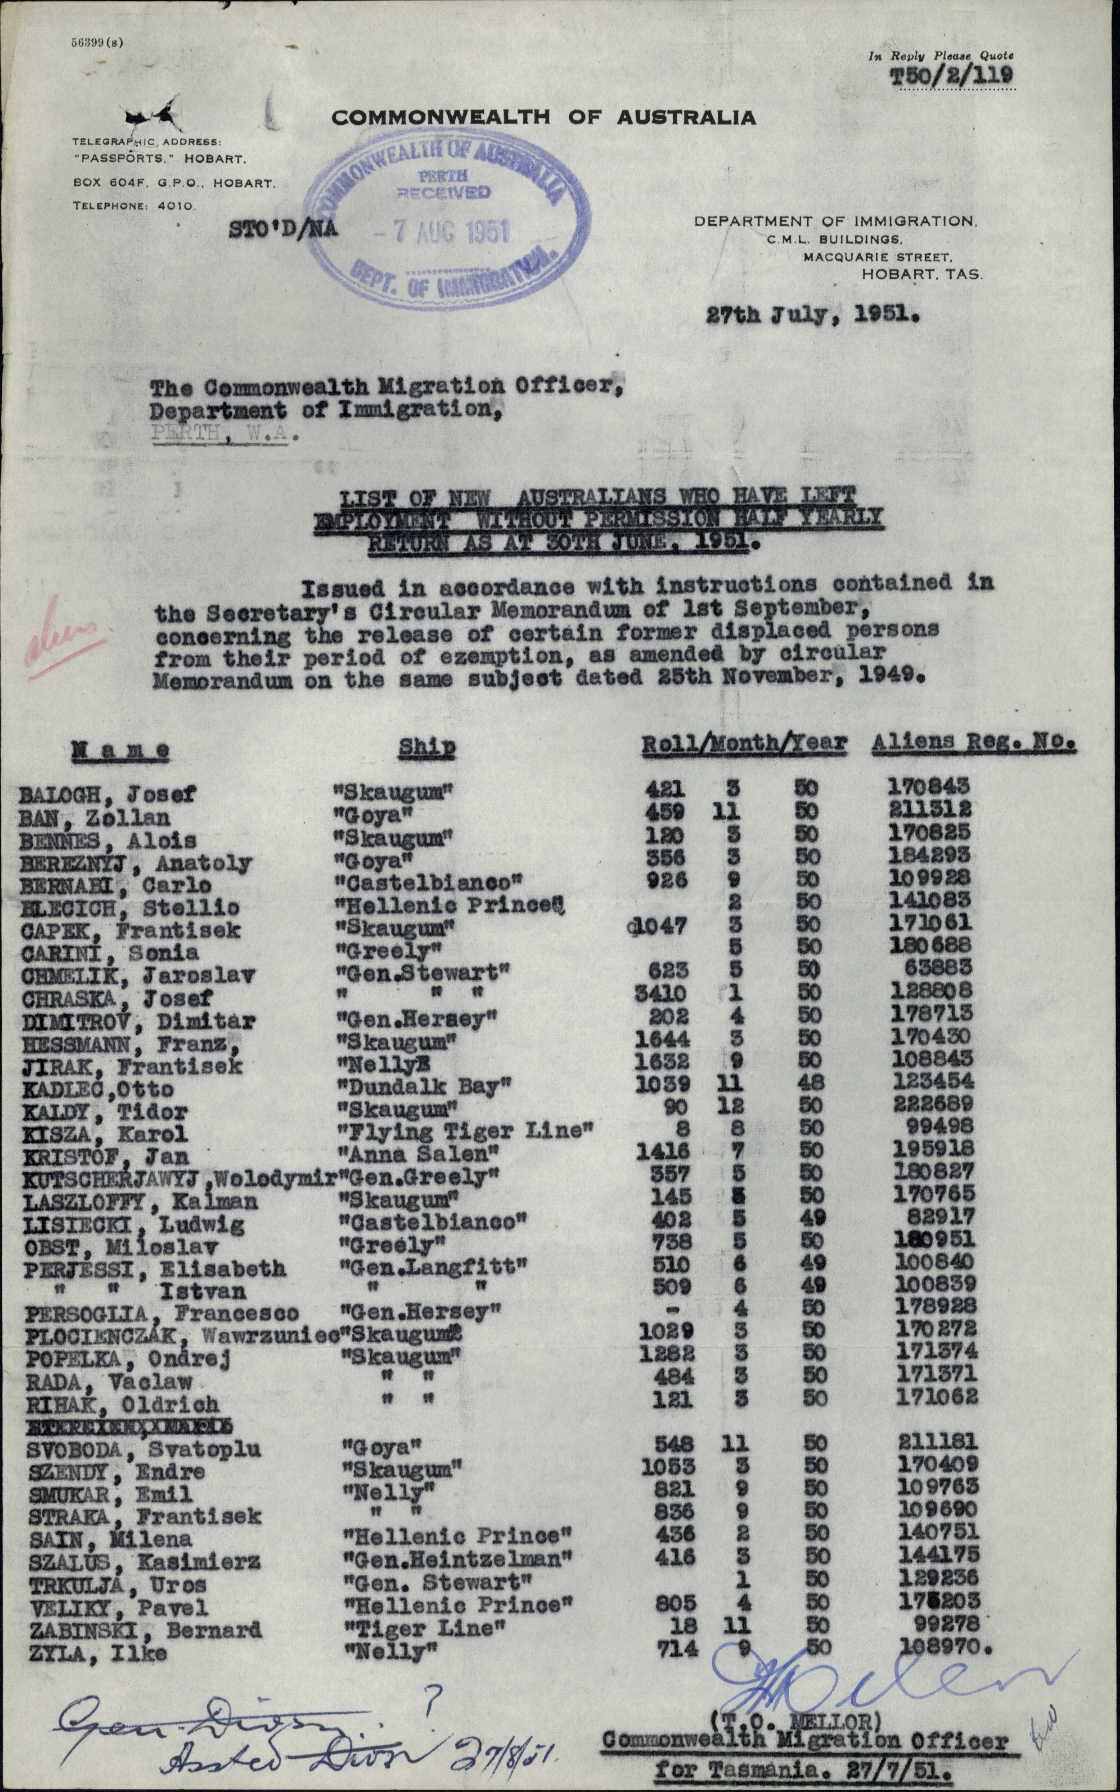 56399(8)
In Reply Please Quote
T50/2/119
COMMONWEALTH OF AUSTRALIA
TELEGRAPHIC ADDRESS:
"PASSPORTS," HOBART.
BOX 604F, G.P.O., HOBART.
TELEPHONE: 4010.
STO'D/NA
COMMONWEALTH OF AUSTRALIA
PERTH
RECEIVED
-7 AUG 1951
DEPT. OF IMMIGRATION.
DEPARTMENT OF IMMIGRATION,
C.M.L. BUILDINGS,
MACQUARIE STREET,
HOBART, TAS.
27th July, 1951.
The Commonwealth Migration Officer,
Department of Immigration,
PERTH, W.A.
LIST OF NEW AUSTRALIANS WHO HAVE LEFT
EMPLOYMENT WITHOUT PERMISSION HALF YEARLY
RETURN AS AT 30TH JUNE, 1951.
Issued in accordance with instructions contained in
the Secretary's Circular Memorandum of 1st September,
concerning the release of certain former displaced persons
from their period of ezemption, as amended by circular
Memorandum on the same subject dated 25th November, 1949.
Name Ship Roll/Month/Year Aliens Reg. No.
BALOGH, Josef "Skaugum" 421 3 50 170843
BAN, Zollan "Goya" 459 11 50 211312
BENNES, Alois "Skaugum" 120 3 50 170825
BEREZNYJ, Anatoly "Goya" 356 3 50 184293
BERNABI, Carlo "Castelbianco" 926 9 50 109928
BLECICH, Stellio "Hellenic Prince" 2 50 141083
CAPEK, Frantisek "Skaugum" 1047 3 50 171061
CARINI, Sonia "Greely" 5 50 180688
CHMELIK, Jaroslav "Gen.Stewart" 623 5 50 63883
CHRASKA, Josef " " " 3410 1 50 128808
DIMITROV, Dimitar "Gen.Hersey" 202 4 50 178713
HESSMANN, Franz, "Skaugum" 1644 3 50 170430
JIRAK, Frantisek "Nelly" 1632 9 50 108843
KADLEC,Otto "Dundalk Bay" 1039 11 48 123454
KALDY, Tidor "Skaugum" 90 12 50 222689
KISZA, Karol "Flying Tiger Line" 8 8 50 99498
KRISTOF, Jan "Anna Salen" 1416 7 50 195918
KUTSCHERJAWYJ,Wolodymir"Gen.Greely" 357 5 50 180827
LASZLOFFY, Kalman "Skaugum" 145 50 170765
LISIECKI, Ludwig "Castelbianco" 402 5 49 82917
OBST, Miloslav "Greely" 738 5 50 180951
PERJESSI, Elisabeth "Gen.Langfitt" 510 6 49 100840
" " Istvan " " 509 6 49 100839
PERSOGLIA, Francesco "Gen.Hersey" - 4 50 178928
PLOCIENCZAK, Wawrzuniec"Skaugum" 1029 3 50 170272
POPELKA, Ondrej "Skaugum" 1282 3 50 171374
RADA, Vaclaw " " 484 3 50 171371
RIHAK, Oldrich " " 121 3 50 171062
SVOBODA, Svatoplu "Goya" 548 11 50 211181
SZENDY, Endre "Skaugum" 1053 3 50 170409
SMUKAR, Emil "Nelly" 821 9 50 109763
STRAKA, Frantisek " " 836 9 50 109690
SAIN, Milena "Hellenic Prince" 436 2 50 140751
SZALUS, Kasimierz "Gen.Heintzelman" 416 3 50 144175
TRKULJA, Uros "Gen. Stewart" 1 50 129236
VELIKY, Pavel "Hellenic Prince" 805 4 50 175203
ZABINSKI, Bernard "Tiger Line" 18 11 50 99278
ZYLA, Ilke "Nelly" 714 9 50 108970.
Gen. Divsn..?
27/8/51.
(T.O. MELLOR)
Commonwealth Migration Officer
for Tasmania. 27/7/51.